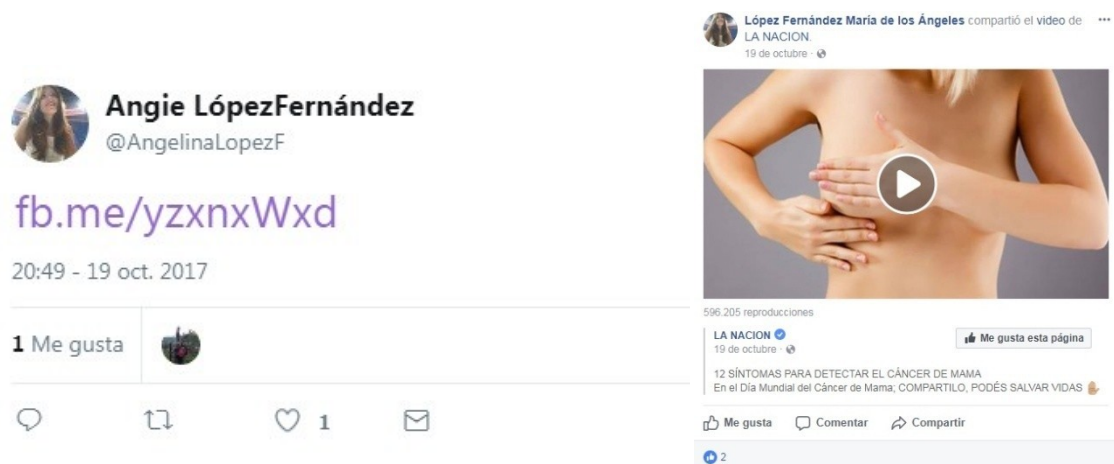 Angie LópezFernández
@AngelinaLopezF
fb.me/yzxnxWxd
20:49 - 19 oct. 2017
1 Me gusta
1
López Fernández María de los Ángeles compartió el video de
LA NACION.
19 de octubre ·
596.205 reproducciones
LA NACION
19 de octubre ·
Me gusta esta página
12 SÍNTOMAS PARA DETECTAR EL CÁNCER DE MAMA
En el Día Mundial del Cáncer de Mama; COMPARTILO, PODÉS SALVAR VIDAS
Me gusta Comentar Compartir
2